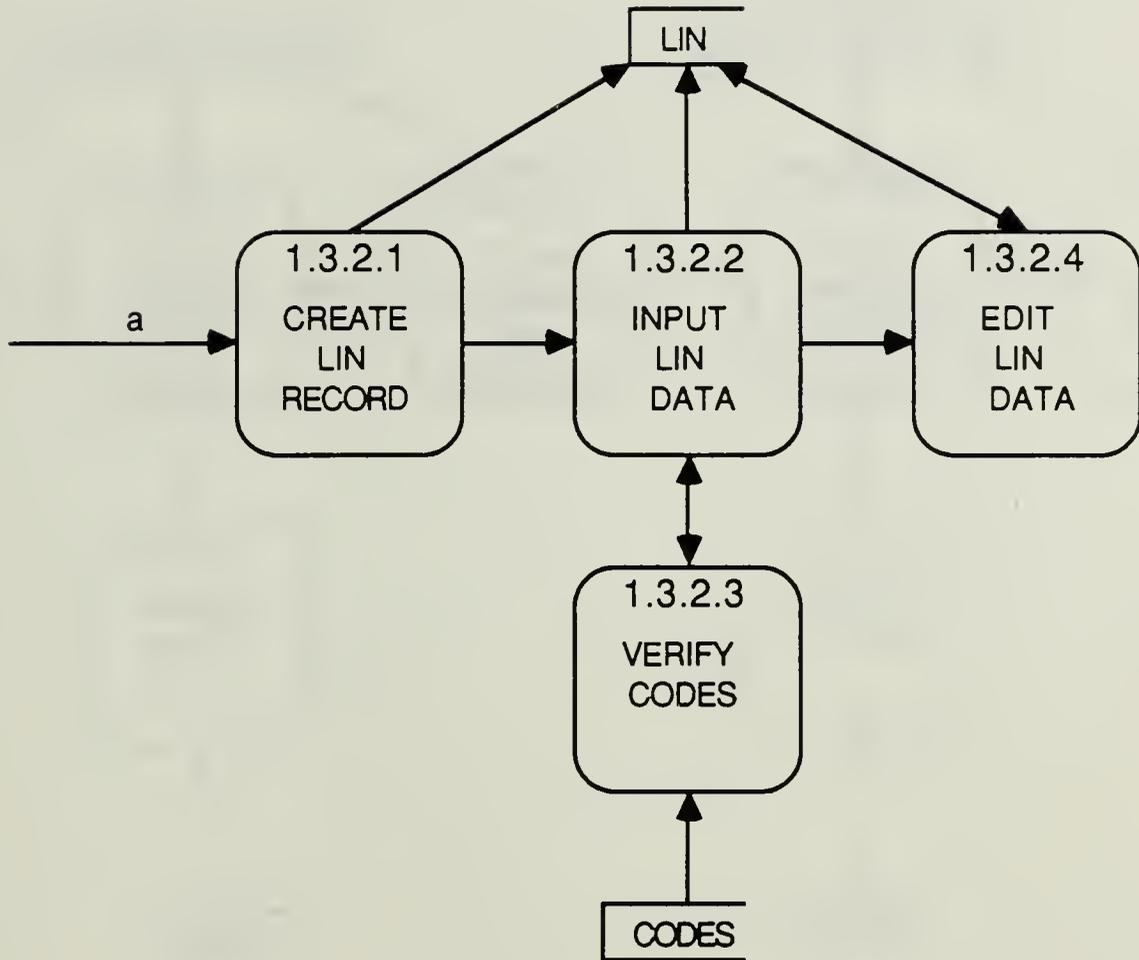 LIN
a
1.3.2.1
CREATE
LIN
RECORD
1.3.2.2
INPUT
LIN
DATA
1.3.2.4
EDIT
LIN
DATA
1.3.2.3
VERIFY
CODES
CODES